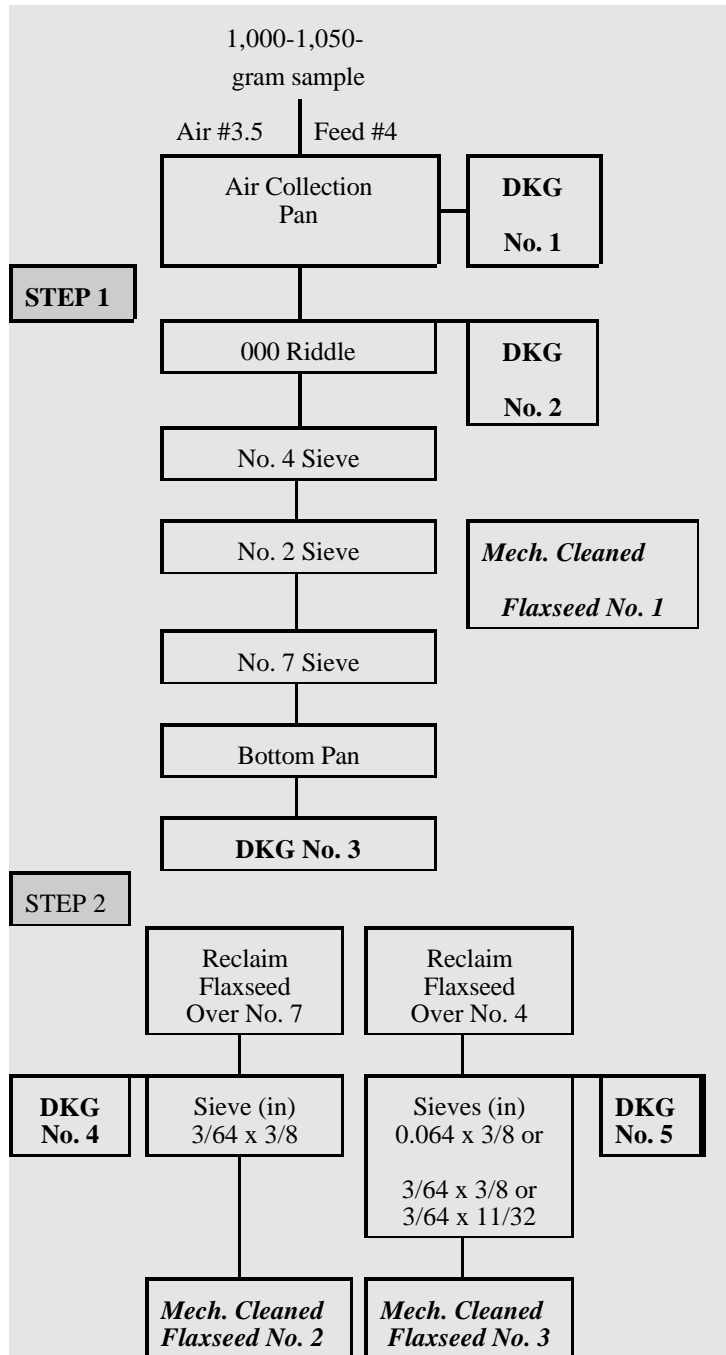 1,000-1,050-
gram sample
Air #3.5
Feed #4
Air Collection
Pan
DKG
No. 1
STEP 1
000 Riddle
DKG
No. 2
No. 4 Sieve
No. 2 Sieve
Mech. Cleaned
Flaxseed No. 1
No. 7 Sieve
Bottom Pan
DKG No. 3
STEP 2
Reclaim
Flaxseed
Over No. 7
Reclaim
Flaxseed
Over No. 4
DKG
No. 4
Sieve (in)
3/64 x 3/8
Sieves (in)
0.064 x 3/8 or
3/64 x 3/8 or
3/64 x 11/32
DKG
No. 5
Mech. Cleaned
Flaxseed No. 2
Mech. Cleaned
Flaxseed No. 3